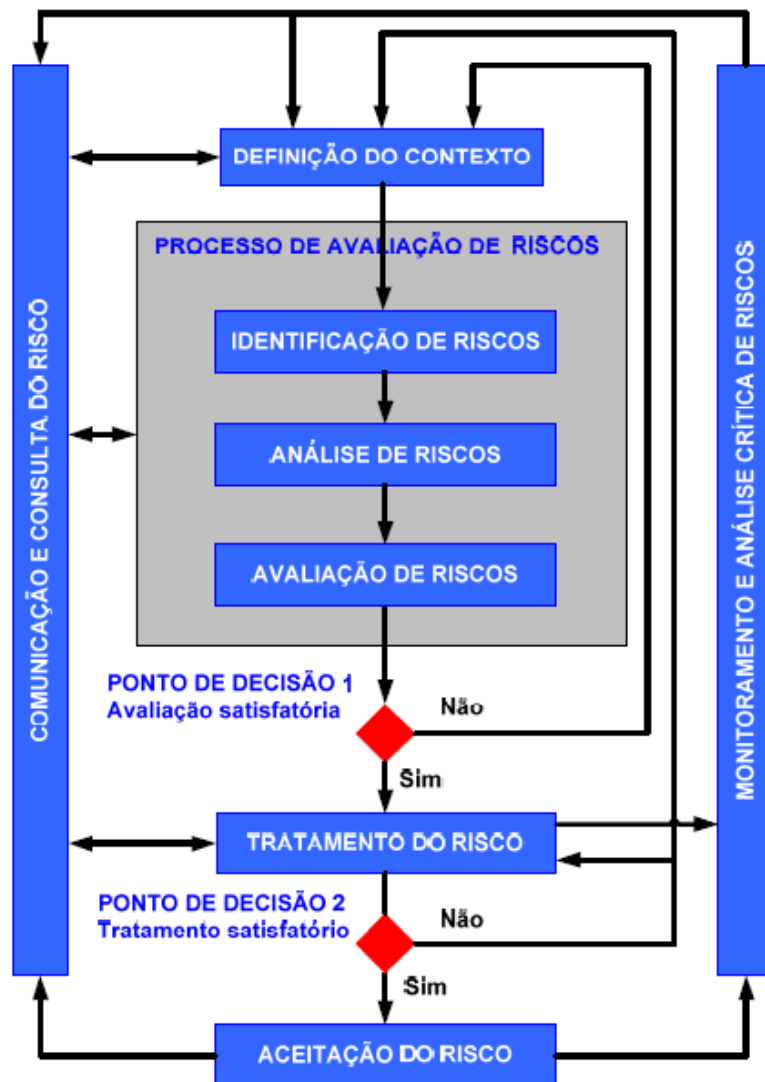 DEFINIÇÃO DO CONTEXTO
PROCESSO DE AVALIAÇÃO DE RISCOS
IDENTIFICAÇÃO DE RISCOS
ANÁLISE DE RISCOS
AVALIAÇÃO DE RISCOS
PONTO DE DECISÃO 1
Avaliação satisfatória
Não
Sim
TRATAMENTO DO RISCO
PONTO DE DECISÃO 2
Tratamento satisfatório
Não
Sim
ACEITAÇÃO DO RISCO
COMUNICAÇÃO E CONSULTA DO RISCO
MONITORAMENTO E ANÁLISE CRÍTICA DE RISCOS